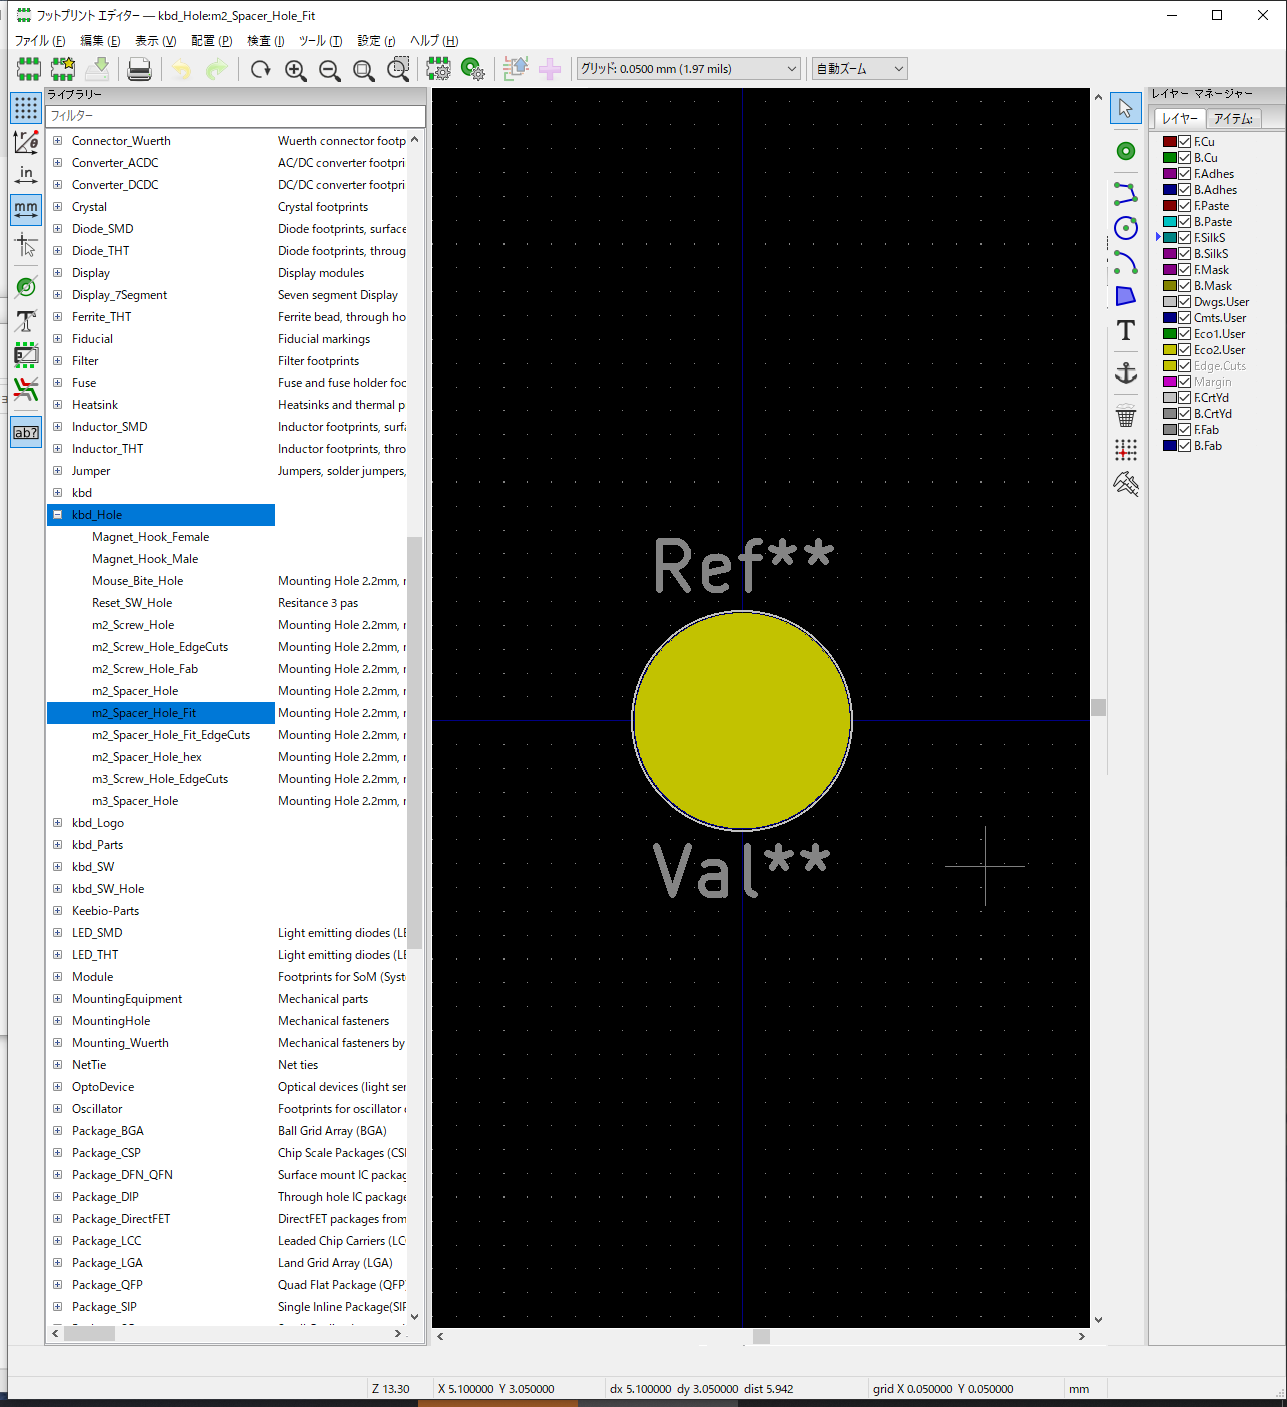 フットプリント エディター — kbd_Hole:m2_Spacer_Hole_Fit
ファイル (F) 編集 (E) 表示 (V) 配置 (P) 検査 (I) ツール (T) 設定 (r) ヘルプ (H)
グリッド: 0.0500 mm (1.97 mils) 自動ズーム
ライブラリー
フィルター
Connector_Wuerth Wuerth connector footp
Converter_ACDC AC/DC converter footpri
Converter_DCDC DC/DC converter footpri
Crystal Crystal footprints
Diode_SMD Diode footprints, surface
Diode_THT Diode footprints, throug
Display Display modules
Display_7Segment Seven segment Display
Ferrite_THT Ferrite bead, through ho
Fiducial Fiducial markings
Filter Filter footprints
Fuse Fuse and fuse holder foo
Heatsink Heatsinks and thermal p
Inductor_SMD Inductor footprints, surfa
Inductor_THT Inductor footprints, thro
Jumper Jumpers, solder jumpers,
kbd
kbd_Hole
Magnet_Hook_Female
Magnet_Hook_Male
Mouse_Bite_Hole Mounting Hole 2.2mm, r
Reset_SW_Hole Resitance 3 pas
m2_Screw_Hole Mounting Hole 2.2mm, r
m2_Screw_Hole_EdgeCuts Mounting Hole 2.2mm, r
m2_Screw_Hole_Fab Mounting Hole 2.2mm, r
m2_Spacer_Hole Mounting Hole 2.2mm, r
m2_Spacer_Hole_Fit Mounting Hole 2.2mm, r
m2_Spacer_Hole_Fit_EdgeCuts Mounting Hole 2.2mm, r
m2_Spacer_Hole_hex Mounting Hole 2.2mm, r
m3_Screw_Hole_EdgeCuts Mounting Hole 2.2mm, r
m3_Spacer_Hole Mounting Hole 2.2mm, r
kbd_Logo
kbd_Parts
kbd_SW
kbd_SW_Hole
Keebio-Parts
LED_SMD Light emitting diodes (LE
LED_THT Light emitting diodes (LE
Module Footprints for SoM (Syst
MountingEquipment Mechanical parts
MountingHole Mechanical fasteners
Mounting_Wuerth Mechanical fasteners by
NetTie Net ties
OptoDevice Optical devices (light ser
Oscillator Footprints for oscillator
Package_BGA Ball Grid Array (BGA)
Package_CSP Chip Scale Packages (CS
Package_DFN_QFN Surface mount IC packag
Package_DIP Through hole IC package
Package_DirectFET DirectFET packages from
Package_LCC Leaded Chip Carriers (LC
Package_LGA Land Grid Array (LGA)
Package_QFP Quad Flat Package (QFP
Package_SIP Single Inline Package(SIP
in
mm
T
ab?
Ref**
Val**
T
レイヤー マネージャー
レイヤー アイテム:
F.Cu
B.Cu
F.Adhes
B.Adhes
F.Paste
B.Paste
F.SilkS
B.SilkS
F.Mask
B.Mask
Dwgs.User
Cmts.User
Eco1.User
Eco2.User
Edge.Cuts
Margin
F.CrtYd
B.CrtYd
F.Fab
B.Fab
Z 13.30 X 5.100000 Y 3.050000 dx 5.100000 dy 3.050000 dist 5.942 grid X 0.050000 Y 0.050000 mm